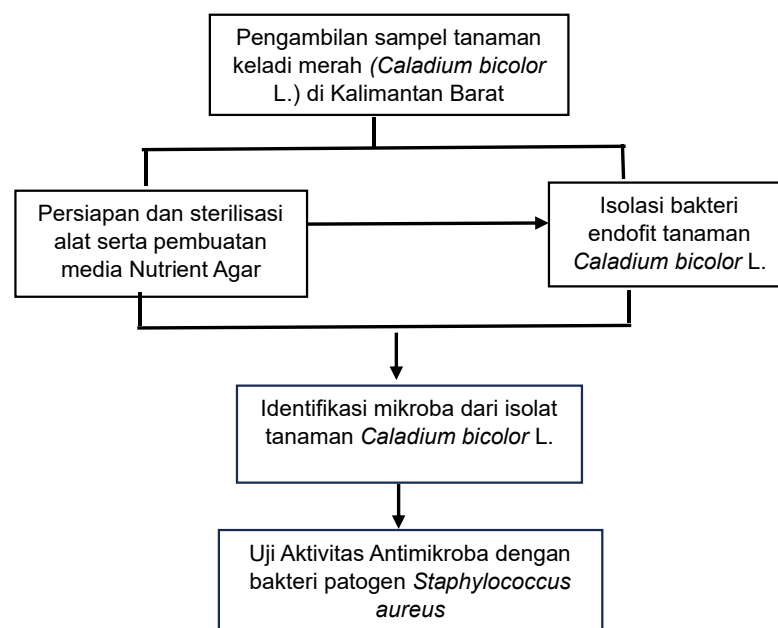 Pengambilan sampel tanaman
keladi merah (Caladium bicolor
L.) di Kalimantan Barat
Persiapan dan sterilisasi
alat serta pembuatan
media Nutrient Agar
Isolasi bakteri
endofit tanaman
Caladium bicolor L.
Identifikasi mikroba dari isolat
tanaman Caladium bicolor L.
Uji Aktivitas Antimikroba dengan
bakteri patogen Staphylococcus
aureus